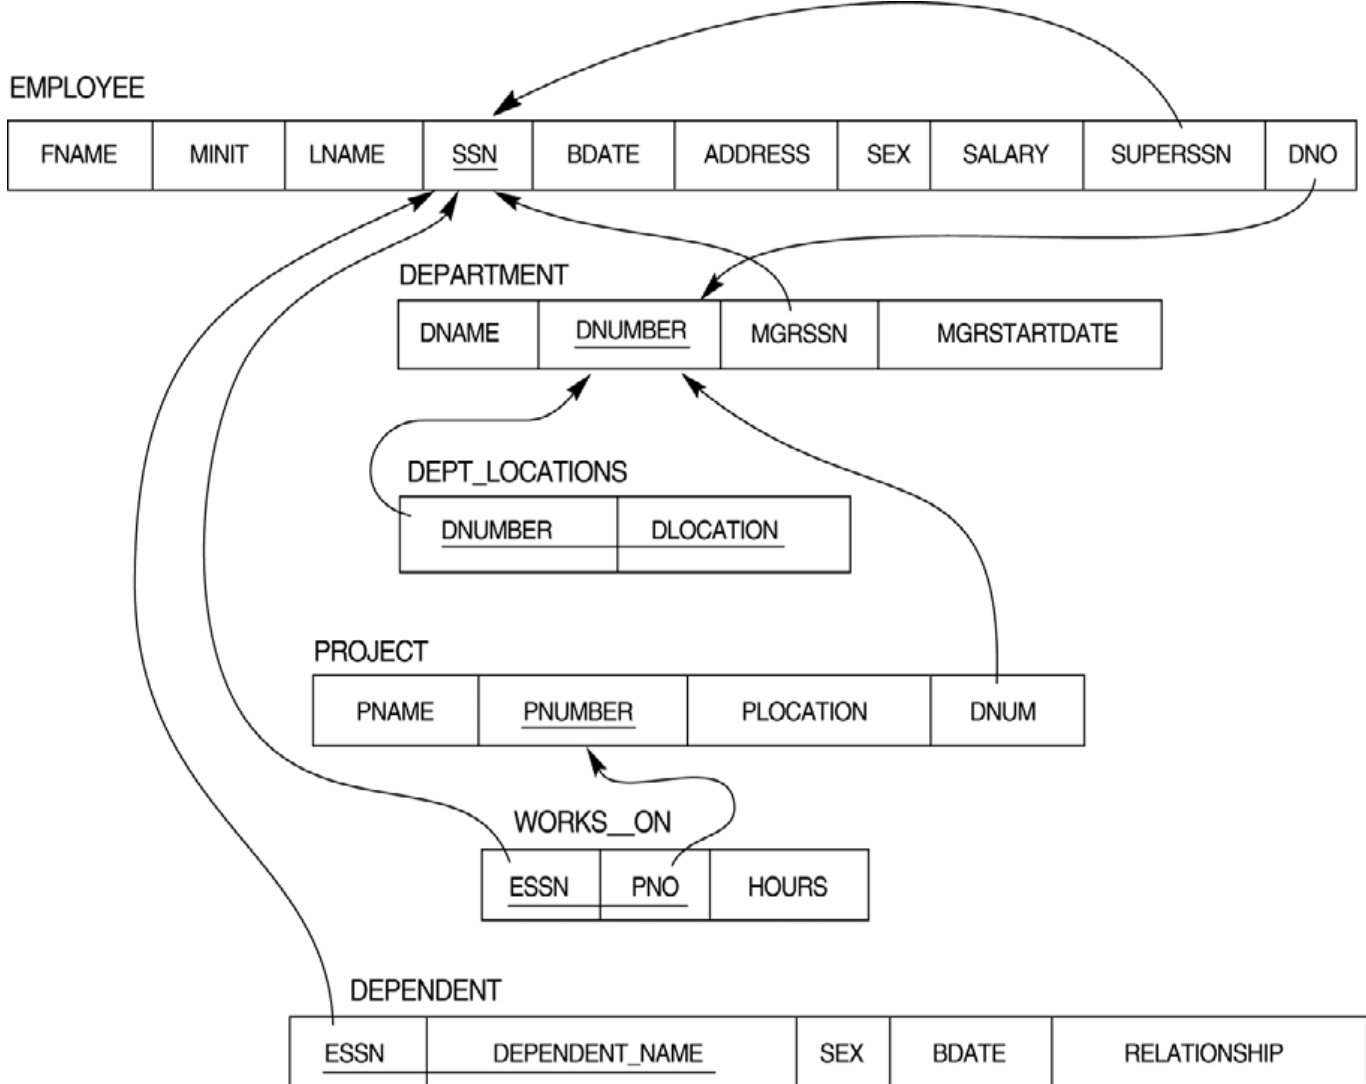 EMPLOYEE
FNAME MINIT LNAME SSN BDATE ADDRESS SEX SALARY SUPERSSN DNO
DEPARTMENT
DNAME DNUMBER MGRSSN MGRSTARTDATE
DEPT_LOCATIONS
DNUMBER DLOCATION
PROJECT
PNAME PNUMBER PLOCATION DNUM
WORKS__ON
ESSN PNO HOURS
DEPENDENT
ESSN DEPENDENT_NAME SEX BDATE RELATIONSHIP